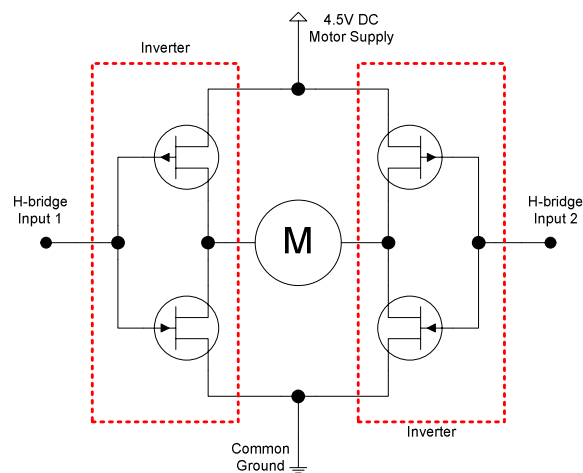 4.5V DC
Motor Supply
Inverter
H-bridge
Input 1
M
H-bridge
Input 2
Inverter
Common
Ground